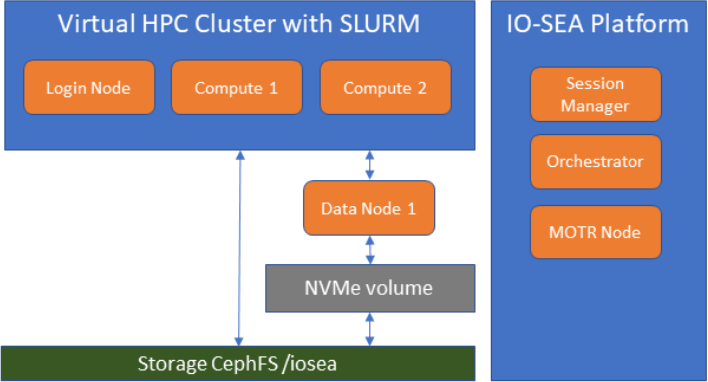 Virtual HPC Cluster with SLURM
Login Node
Compute 1
Compute 2
Data Node 1
NVMe volume
Storage CephFS /iosea
IO-SEA Platform
Session
Manager
Orchestrator
MOTR Node